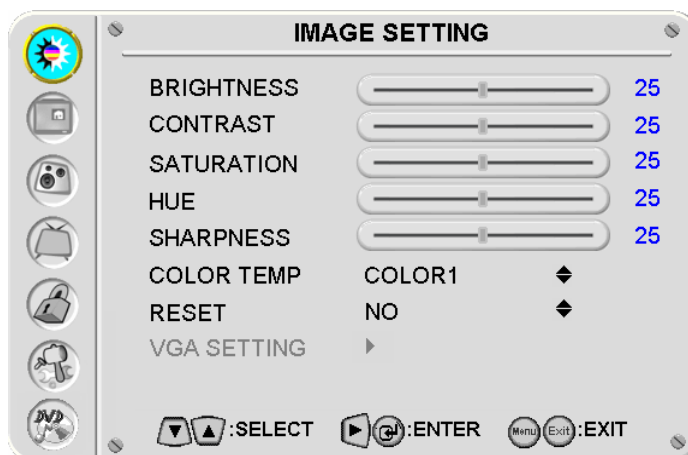 IMAGE SETTING
BRIGHTNESS 25
CONTRAST 25
SATURATION 25
HUE 25
SHARPNESS 25
COLOR TEMP COLOR1
RESET NO
VGA SETTING
DVD :SELECT :ENTER Menu Exit :EXIT